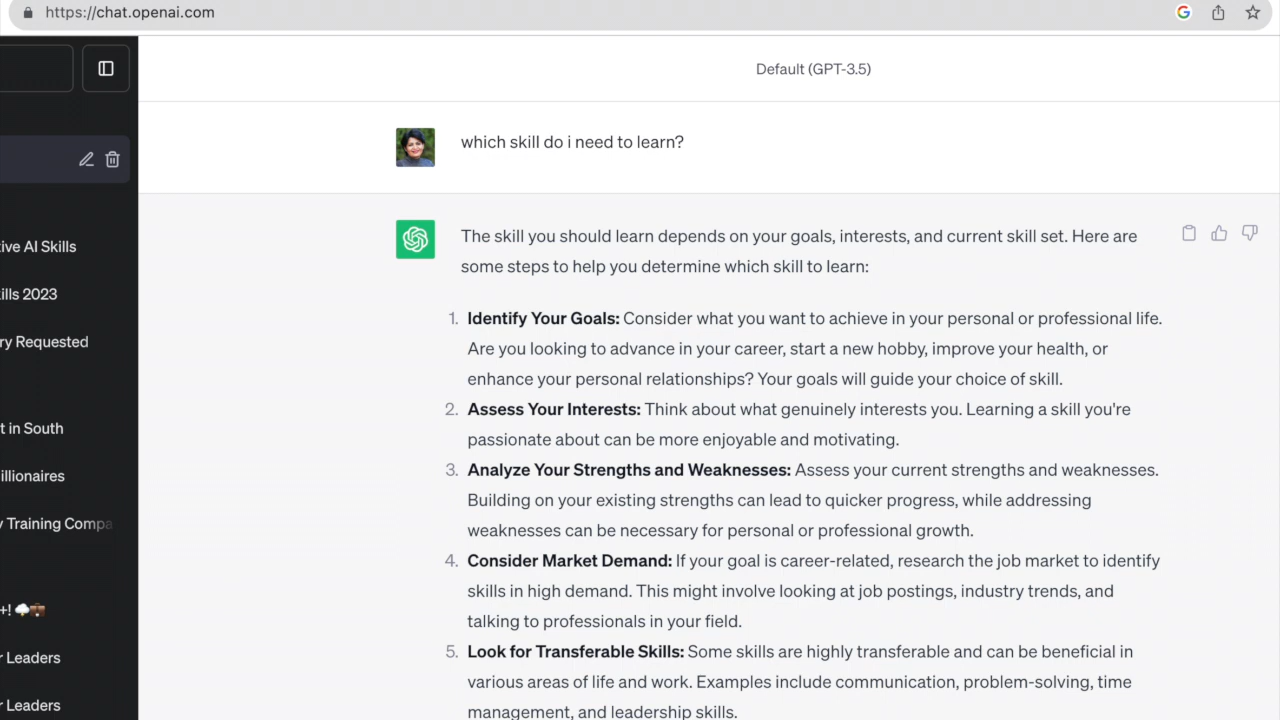 https://chat.openai.com
Default (GPT-3.5)
which skill do i need to learn?
The skill you should learn depends on your goals, interests, and current skill set. Here are
some steps to help you determine which skill to learn:
1. Identify Your Goals: Consider what you want to achieve in your personal or professional life.
Are you looking to advance in your career, start a new hobby, improve your health, or
enhance your personal relationships? Your goals will guide your choice of skill.
2. Assess Your Interests: Think about what genuinely interests you. Learning a skill you're
passionate about can be more enjoyable and motivating.
3. Analyze Your Strengths and Weaknesses: Assess your current strengths and weaknesses.
Building on your existing strengths can lead to quicker progress, while addressing
weaknesses can be necessary for personal or professional growth.
4. Consider Market Demand: If your goal is career-related, research the job market to identify
skills in high demand. This might involve looking at job postings, industry trends, and
talking to professionals in your field.
5. Look for Transferable Skills: Some skills are highly transferable and can be beneficial in
various areas of life and work. Examples include communication, problem-solving, time
management, and leadership skills.
AI Skills
2023
Requested
in South
Training
+! 🌩️💼
Leaders
Leaders